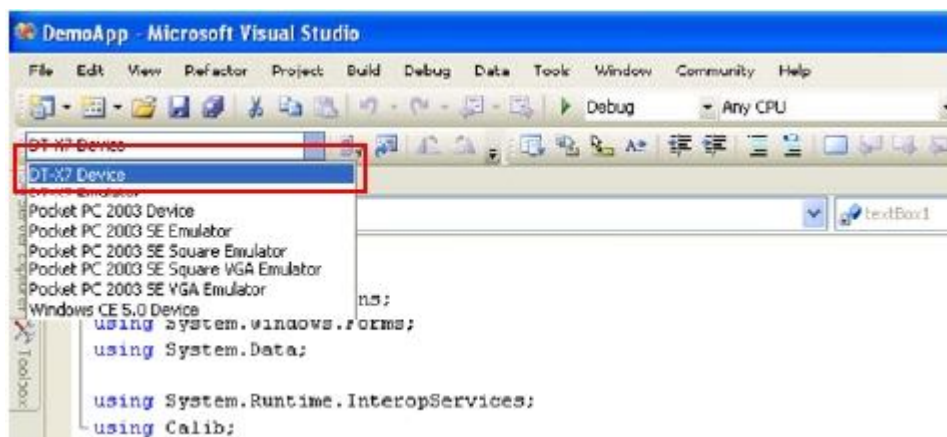 DemoApp - Microsoft Visual Studio
File Edit View Refactor Project Build Debug Data Tools Window Community Help
Debug Any CPU
DT-X7 Device
DT-X7 Device
DT-X7 Emulator
Pocket PC 2003 Device
Pocket PC 2003 SE Emulator
textBox1
Pocket PC 2003 SE Square Emulator
Pocket PC 2003 SE Square VGA Emulator
Pocket PC 2003 SE VGA Emulator
ns;
Windows CE 5.0 Device
using System.Windows.Forms;
using System.Data;
Toolbox
using System.Runtime.InteropServices;
using Calib;